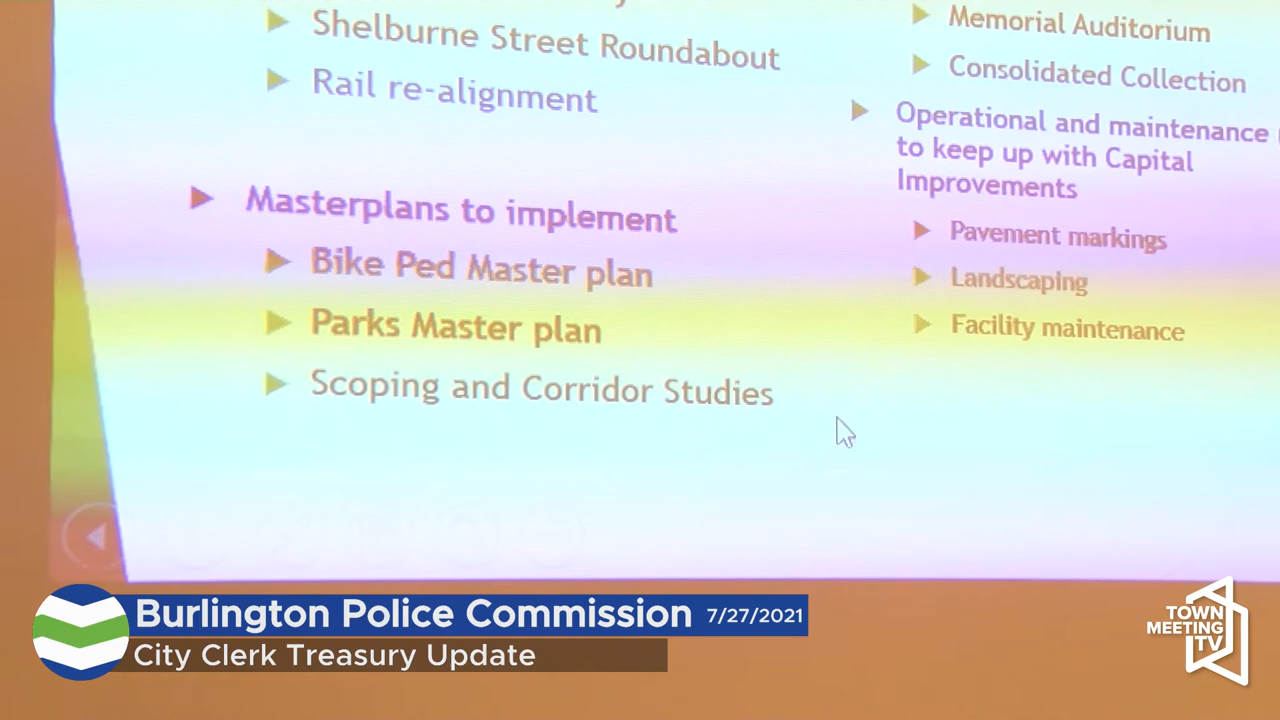 Shelburne Street Roundabout
Rail re-alignment
Masterplans to implement
Bike Ped Master plan
Parks Master plan
Scoping and Corridor Studies
Memorial Auditorium
Consolidated Collection
Operational and maintenance
to keep up with Capital
Improvements
Pavement markings
Landscaping
Facility maintenance
Burlington Police Commission 7/27/2021
City Clerk Treasury Update
TOWN
MEETING
TV